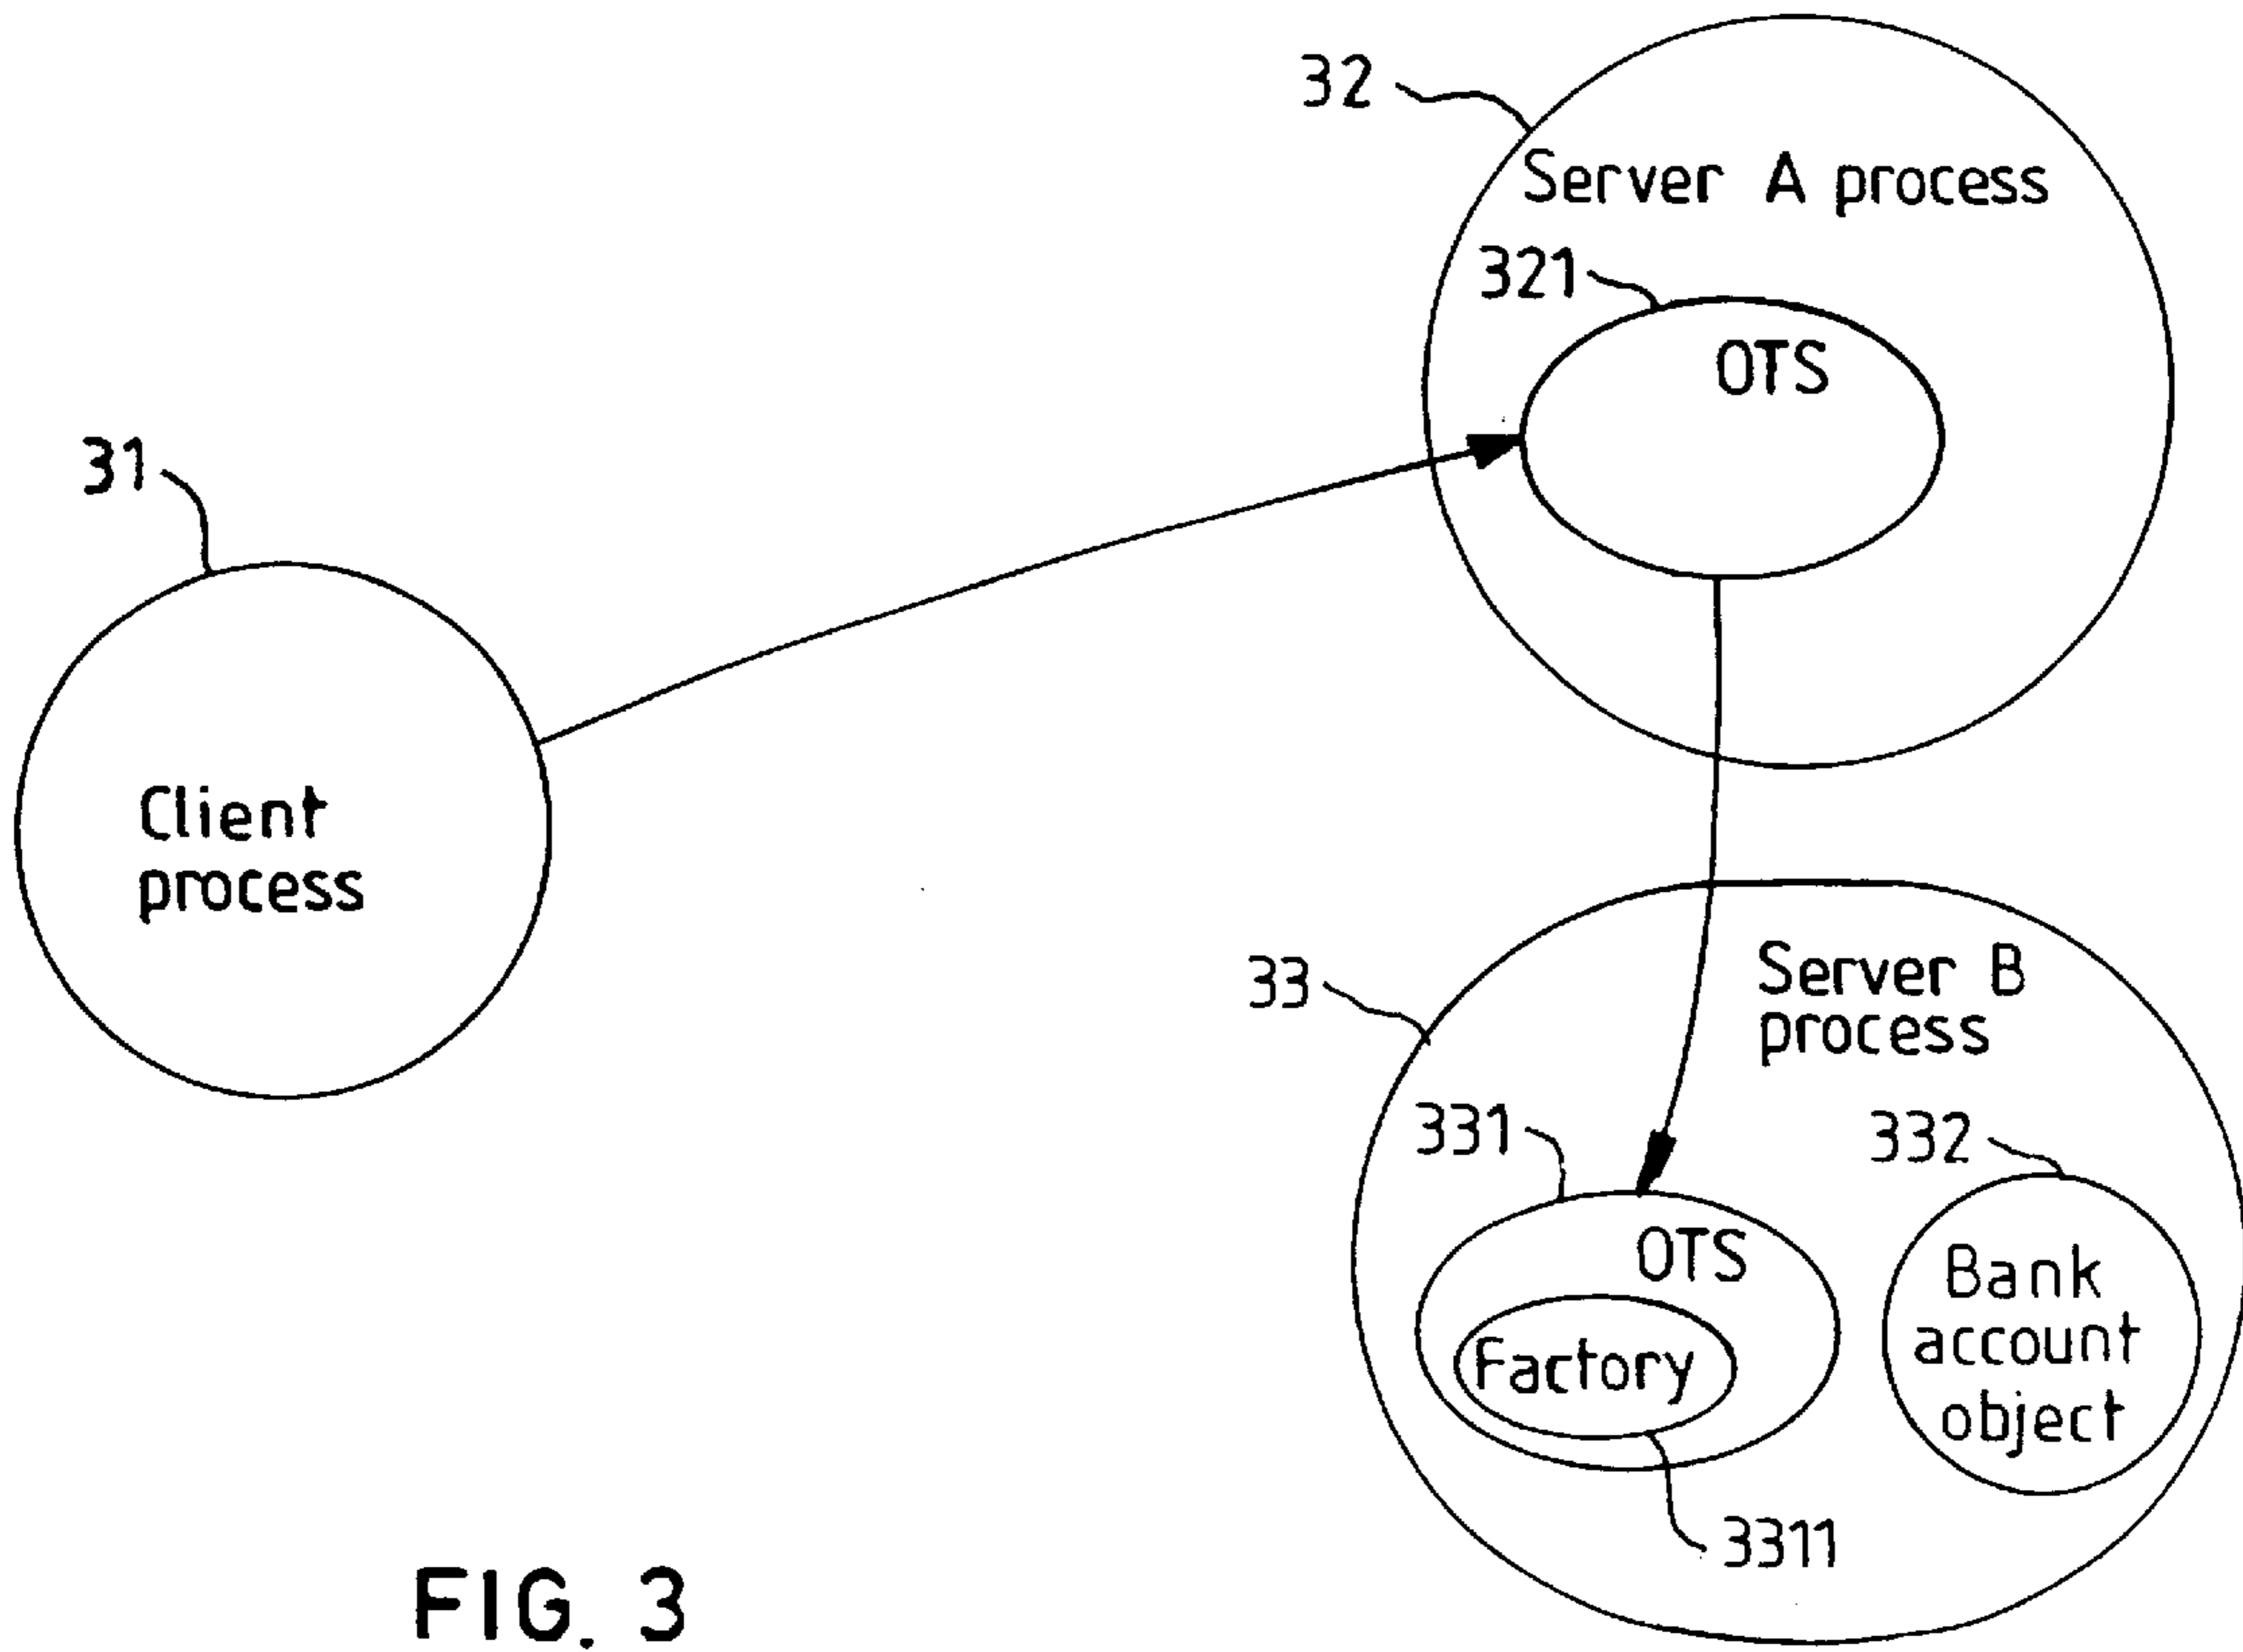 32
Server A process
321
OTS
31
Client
process
33
Server B
process
331
332
OTS
Factory
Bank
account
object
3311
FIG. 3